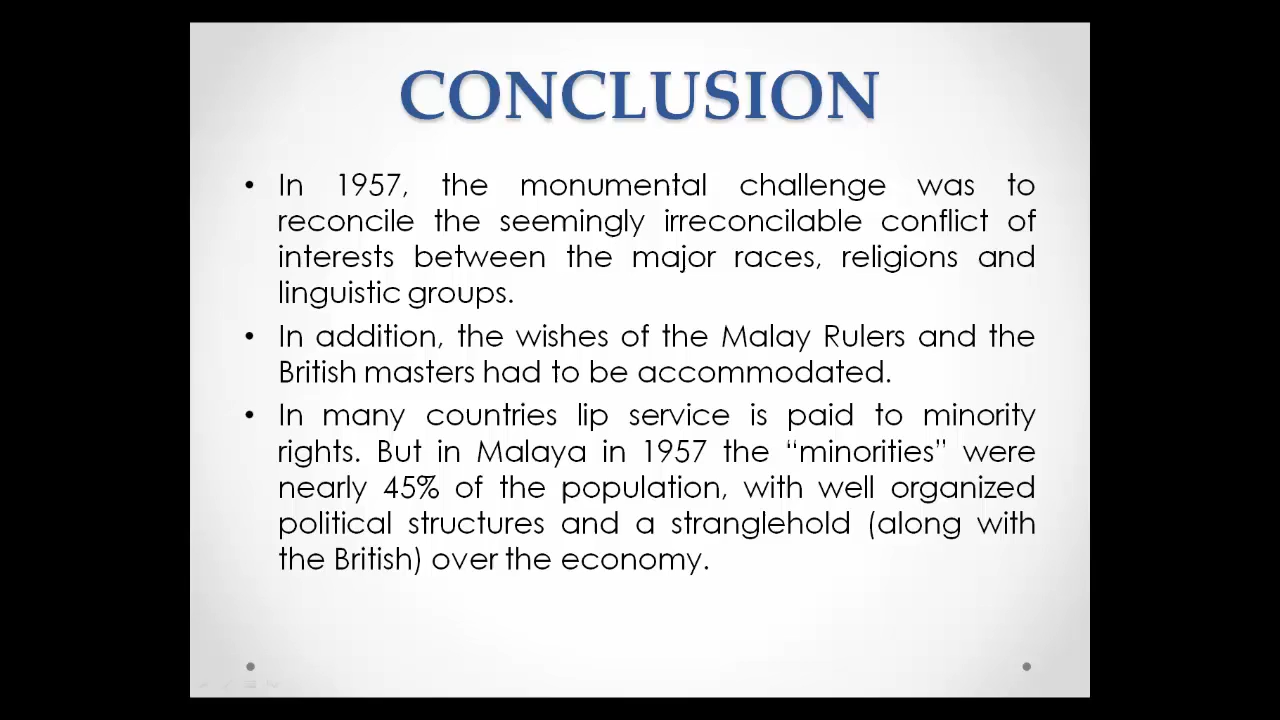 CONCLUSION
• In 1957, the monumental challenge was to
reconcile the seemingly irreconcilable conflict of
interests between the major races, religions and
linguistic groups.
• In addition, the wishes of the Malay Rulers and the
British masters had to be accommodated.
• In many countries lip service is paid to minority
rights. But in Malaya in 1957 the “minorities” were
nearly 45% of the population, with well organized
political structures and a stranglehold (along with
the British) over the economy.